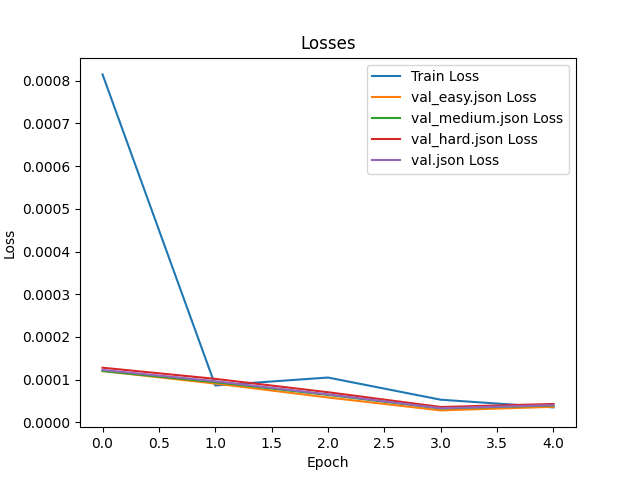 Losses
Train Loss
val_easy.json Loss
val_medium.json Loss
val_hard.json Loss
val.json Loss
0.0008
0.0007
0.0006
0.0005
0.0004
0.0003
0.0002
0.0001
0.0000
Loss
0.0 0.5 1.0 1.5 2.0 2.5 3.0 3.5 4.0
Epoch